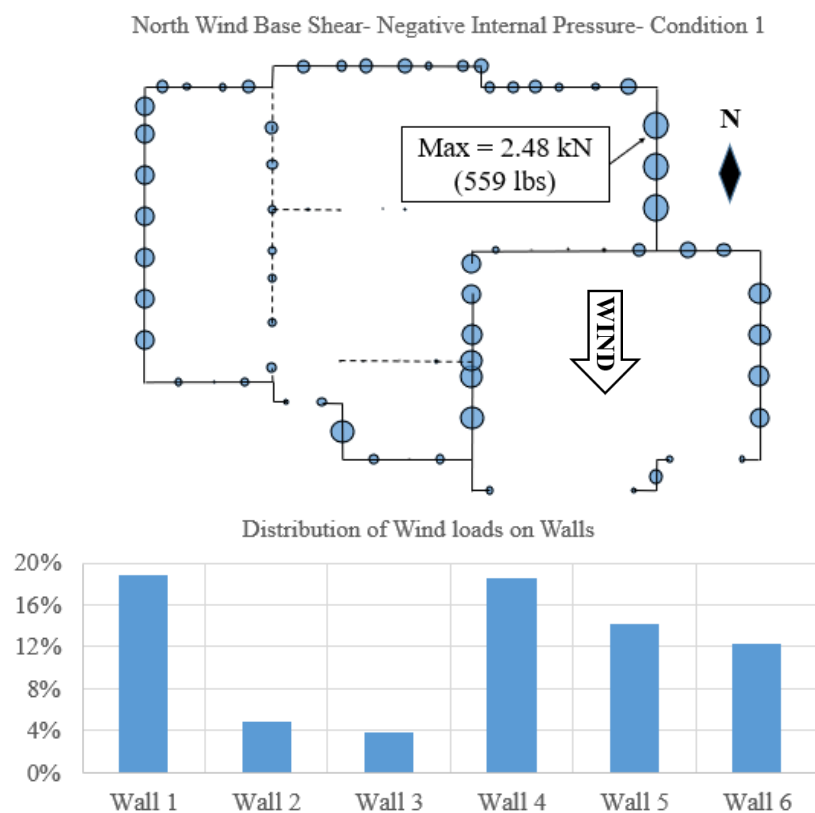 North Wind Base Shear- Negative Internal Pressure- Condition 1
N
Max = 2.48 kN
(559 lbs)
WIND
Distribution of Wind loads on Walls
20%
16%
12%
8%
4%
0%
Wall 1 Wall 2 Wall 3 Wall 4 Wall 5 Wall 6